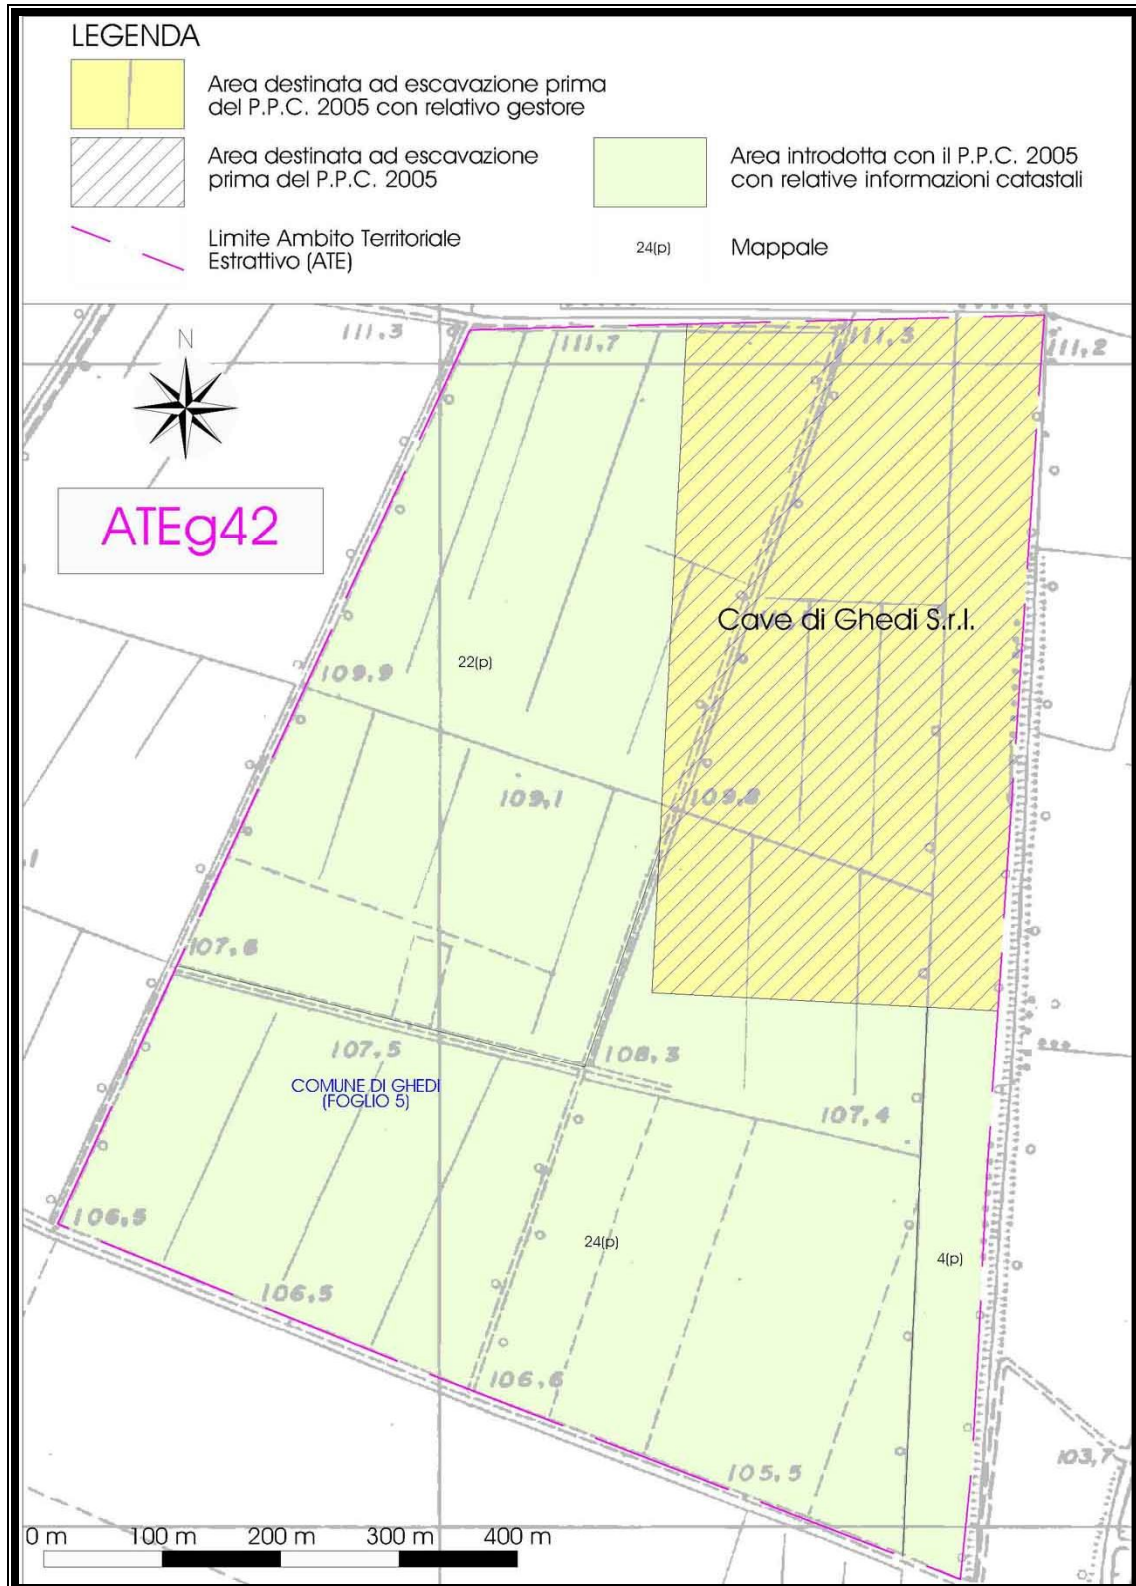 LEGENDA
Area destinata ad escavazione prima
del P.P.C. 2005 con relativo gestore
Area destinata ad escavazione
prima del P.P.C. 2005
Area introdotta con il P.P.C. 2005
con relative informazioni catastali
Limite Ambito Territoriale
Estrattivo (ATE)
24(p)
Mappale
N
111,3
111,7
111,3
111,2
ATEg42
Cave di Ghedi S.r.l.
22(p)
109,9
109,1
109,8
107,6
107,5
108,3
COMUNE DI GHEDI
(FOGLIO 5)
107,4
106,5
24(p)
4(p)
106,5
106,6
105,5
103,7
0 m
100 m
200 m
300 m
400 m